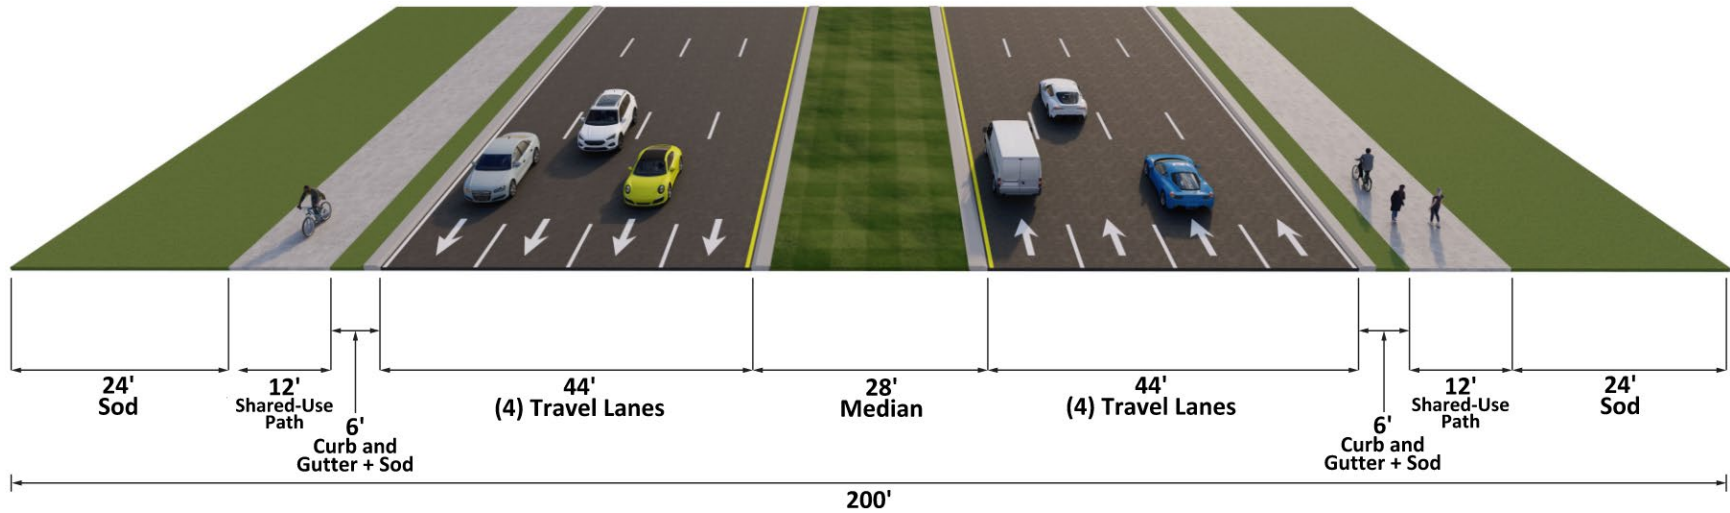 24'
Sod
12'
Shared-Use
Path
6'
Curb and
Gutter + Sod
44'
(4) Travel Lanes
28'
Median
44'
(4) Travel Lanes
6'
Curb and
Gutter + Sod
12'
Shared-Use
Path
24'
Sod
200'